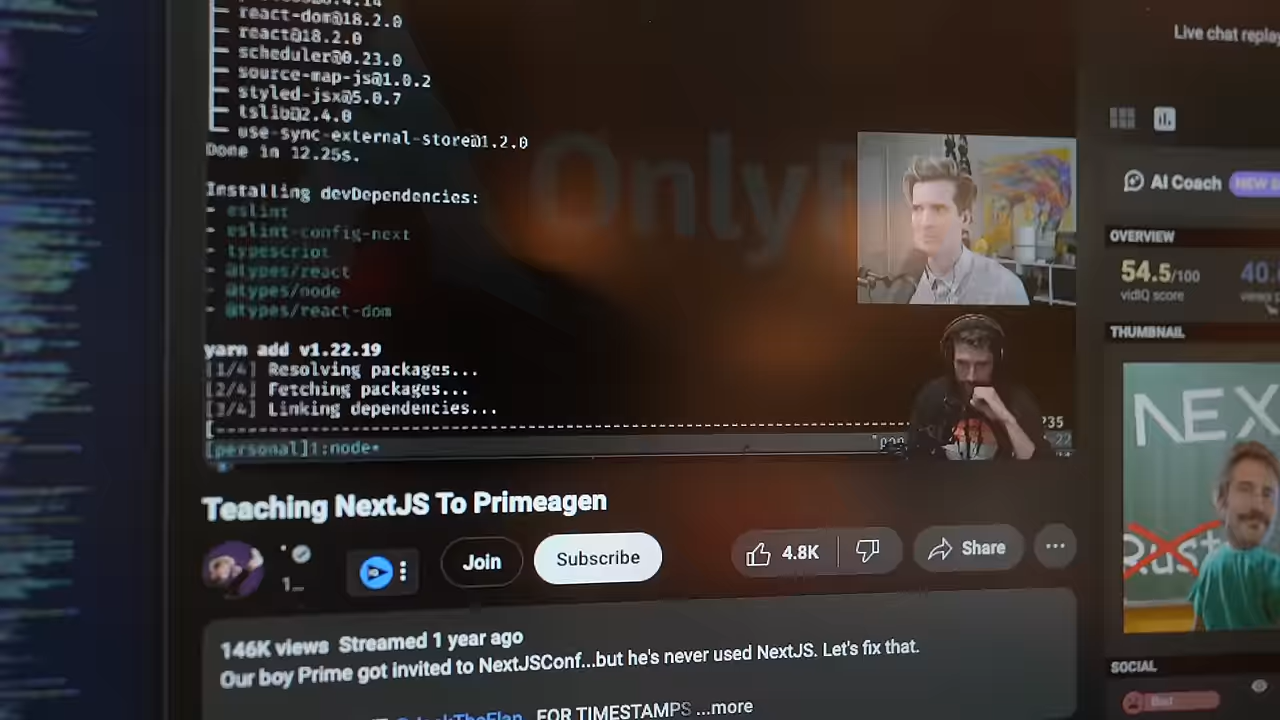 react-dom@18.2.0
react@18.2.0
scheduler@0.23.0
source-map-js@1.0.2
styled-jsx@5.0.7
tslib@2.4.0
use-sync-external-store@1.2.0
Done in 12.25s.
Installing devDependencies:
- eslint
- eslint-config-next
- typescript
- @types/react
- @types/node
- @types/react-dom
yarn add v1.22.19
[1/4] Resolving packages...
[2/4] Fetching packages...
[3/4] Linking dependencies...
[personal]1:node*
Only
Teaching NextJS To Primeagen
Join
Subscribe
4.8K
Share
146K views Streamed 1 year ago
Our boy Prime got invited to NextJSConf...but he's never used NextJS. Let's fix that.
FOR TIMESTAMPS ...more
Live chat replay
AI Coach
NEW
OVERVIEW
54.5/100
40.
vidIQ score
views
THUMBNAIL
NEX
Rust
SOCIAL